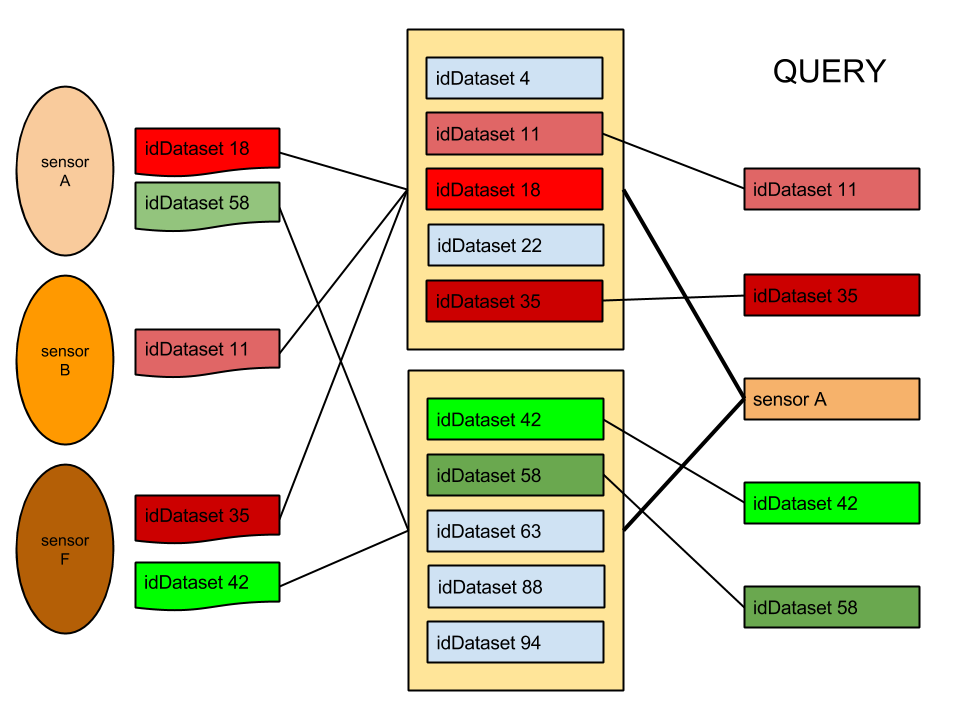 QUERY
sensor
A
idDataset 18
idDataset 58
sensor
B
idDataset 11
sensor
F
idDataset 35
idDataset 42
idDataset 4
idDataset 11
idDataset 18
idDataset 22
idDataset 35
idDataset 42
idDataset 58
idDataset 63
idDataset 88
idDataset 94
idDataset 11
idDataset 35
sensor A
idDataset 42
idDataset 58